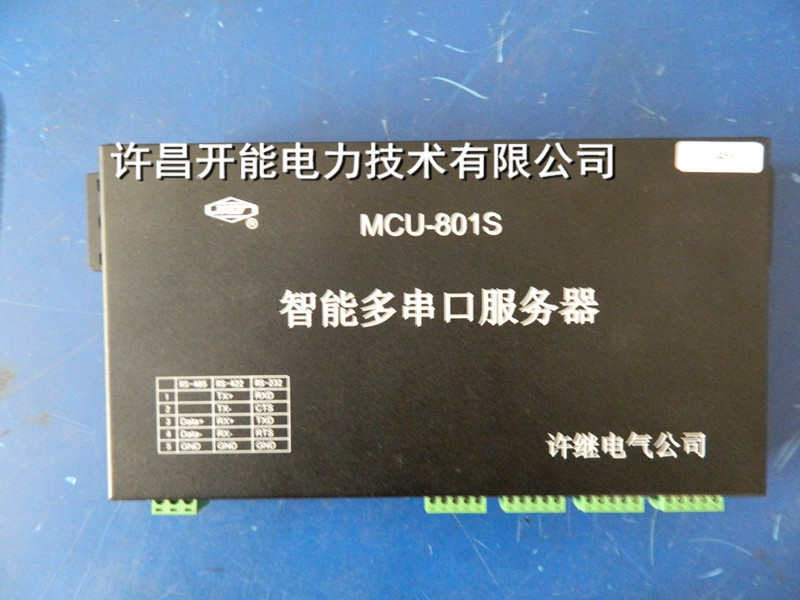 许昌开能电力技术有限公司
®
MCU-801S
智能多串口服务器
RS-485 RS-422 RS-232
1 TX+ RXD
2 TX- CTS
3 Data+ RX+ TXD
4 Data- RX- RTS
5 GND GND GND
许继电气公司